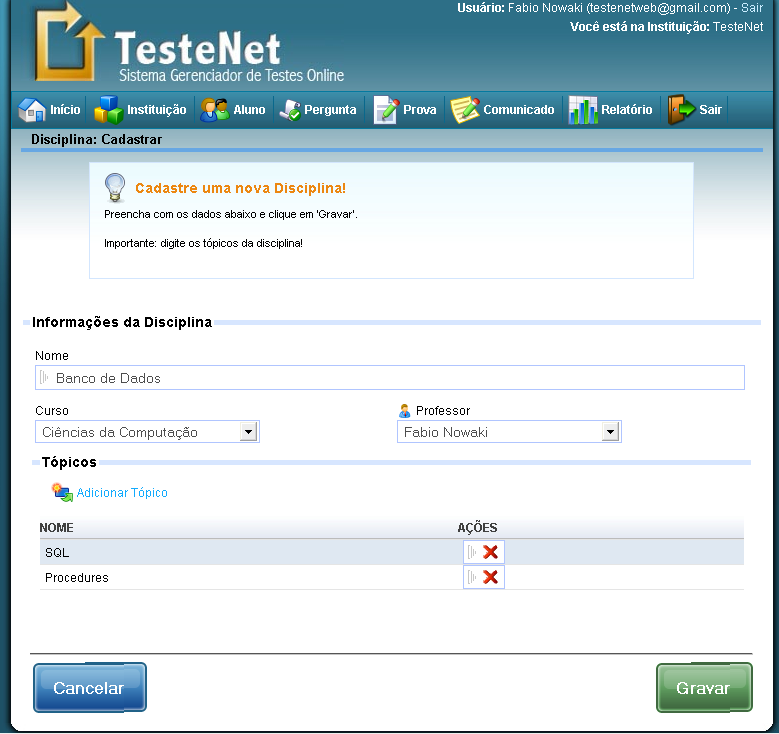 Usuário: Fabio Nowaki (testenetweb@gmail.com) - Sair
Você está na Instituição: TesteNet
TesteNet
Sistema Gerenciador de Testes Online
Início Instituição Aluno Pergunta Prova Comunicado Relatório Sair
Disciplina: Cadastrar
Cadastre uma nova Disciplina!
Preencha com os dados abaixo e clique em 'Gravar'.
Importante: digite os tópicos da disciplina!
Informações da Disciplina
Nome
Banco de Dados
Curso Professor
Ciências da Computação Fabio Nowaki
Tópicos
Adicionar Tópico
NOME AÇÕES
SQL
Procedures
Cancelar Gravar